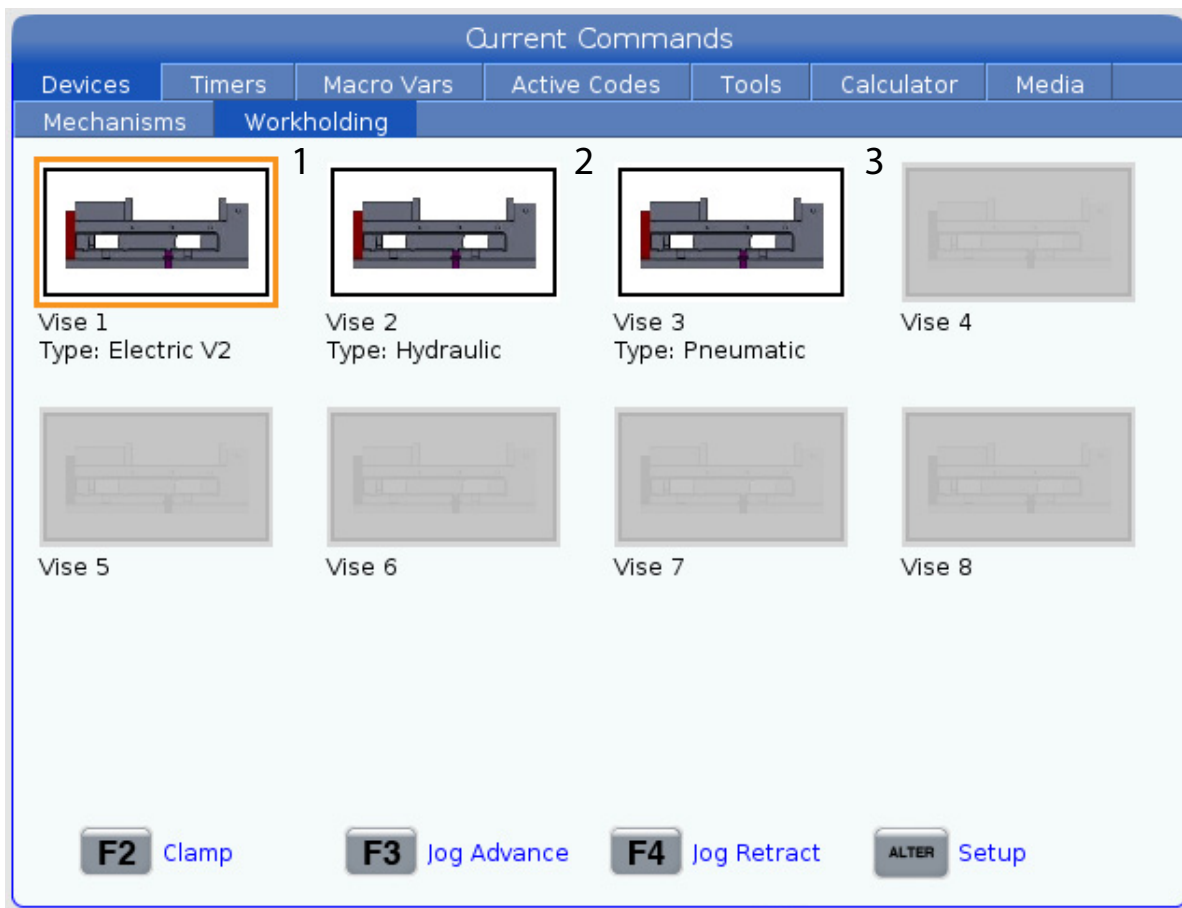 Current Commands
Devices Timers Macro Vars Active Codes Tools Calculator Media
Mechanisms Workholding
1 2 3
Vise 1 Vise 2 Vise 3 Vise 4
Type: Electric V2 Type: Hydraulic Type: Pneumatic
Vise 5 Vise 6 Vise 7 Vise 8
F2 Clamp F3 Jog Advance F4 Jog Retract ALTER Setup